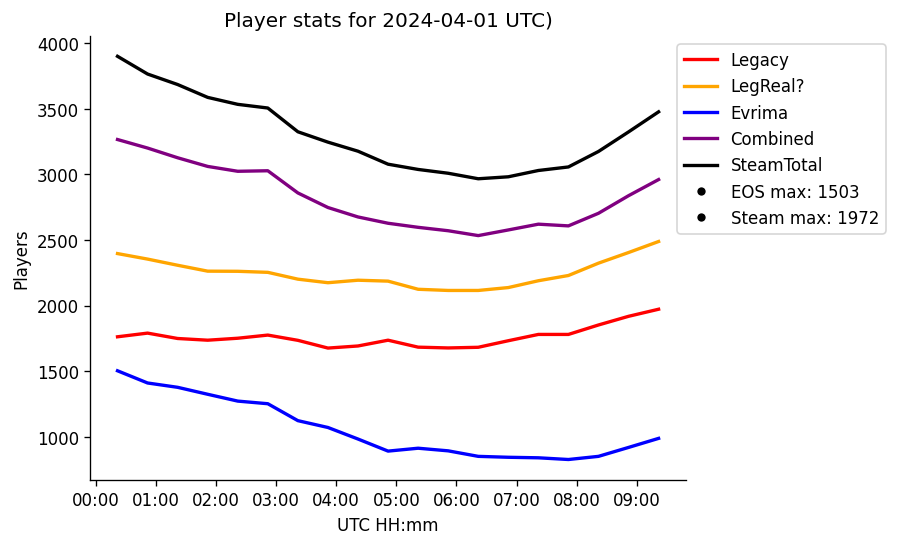 Player stats for 2024-04-01 UTC)
4000
3500
3000
2500
2000
1500
1000
Players
00:00 01:00 02:00 03:00 04:00 05:00 06:00 07:00 08:00 09:00
UTC HH:mm
Legacy
LegReal?
Evrima
Combined
SteamTotal
EOS max: 1503
Steam max: 1972